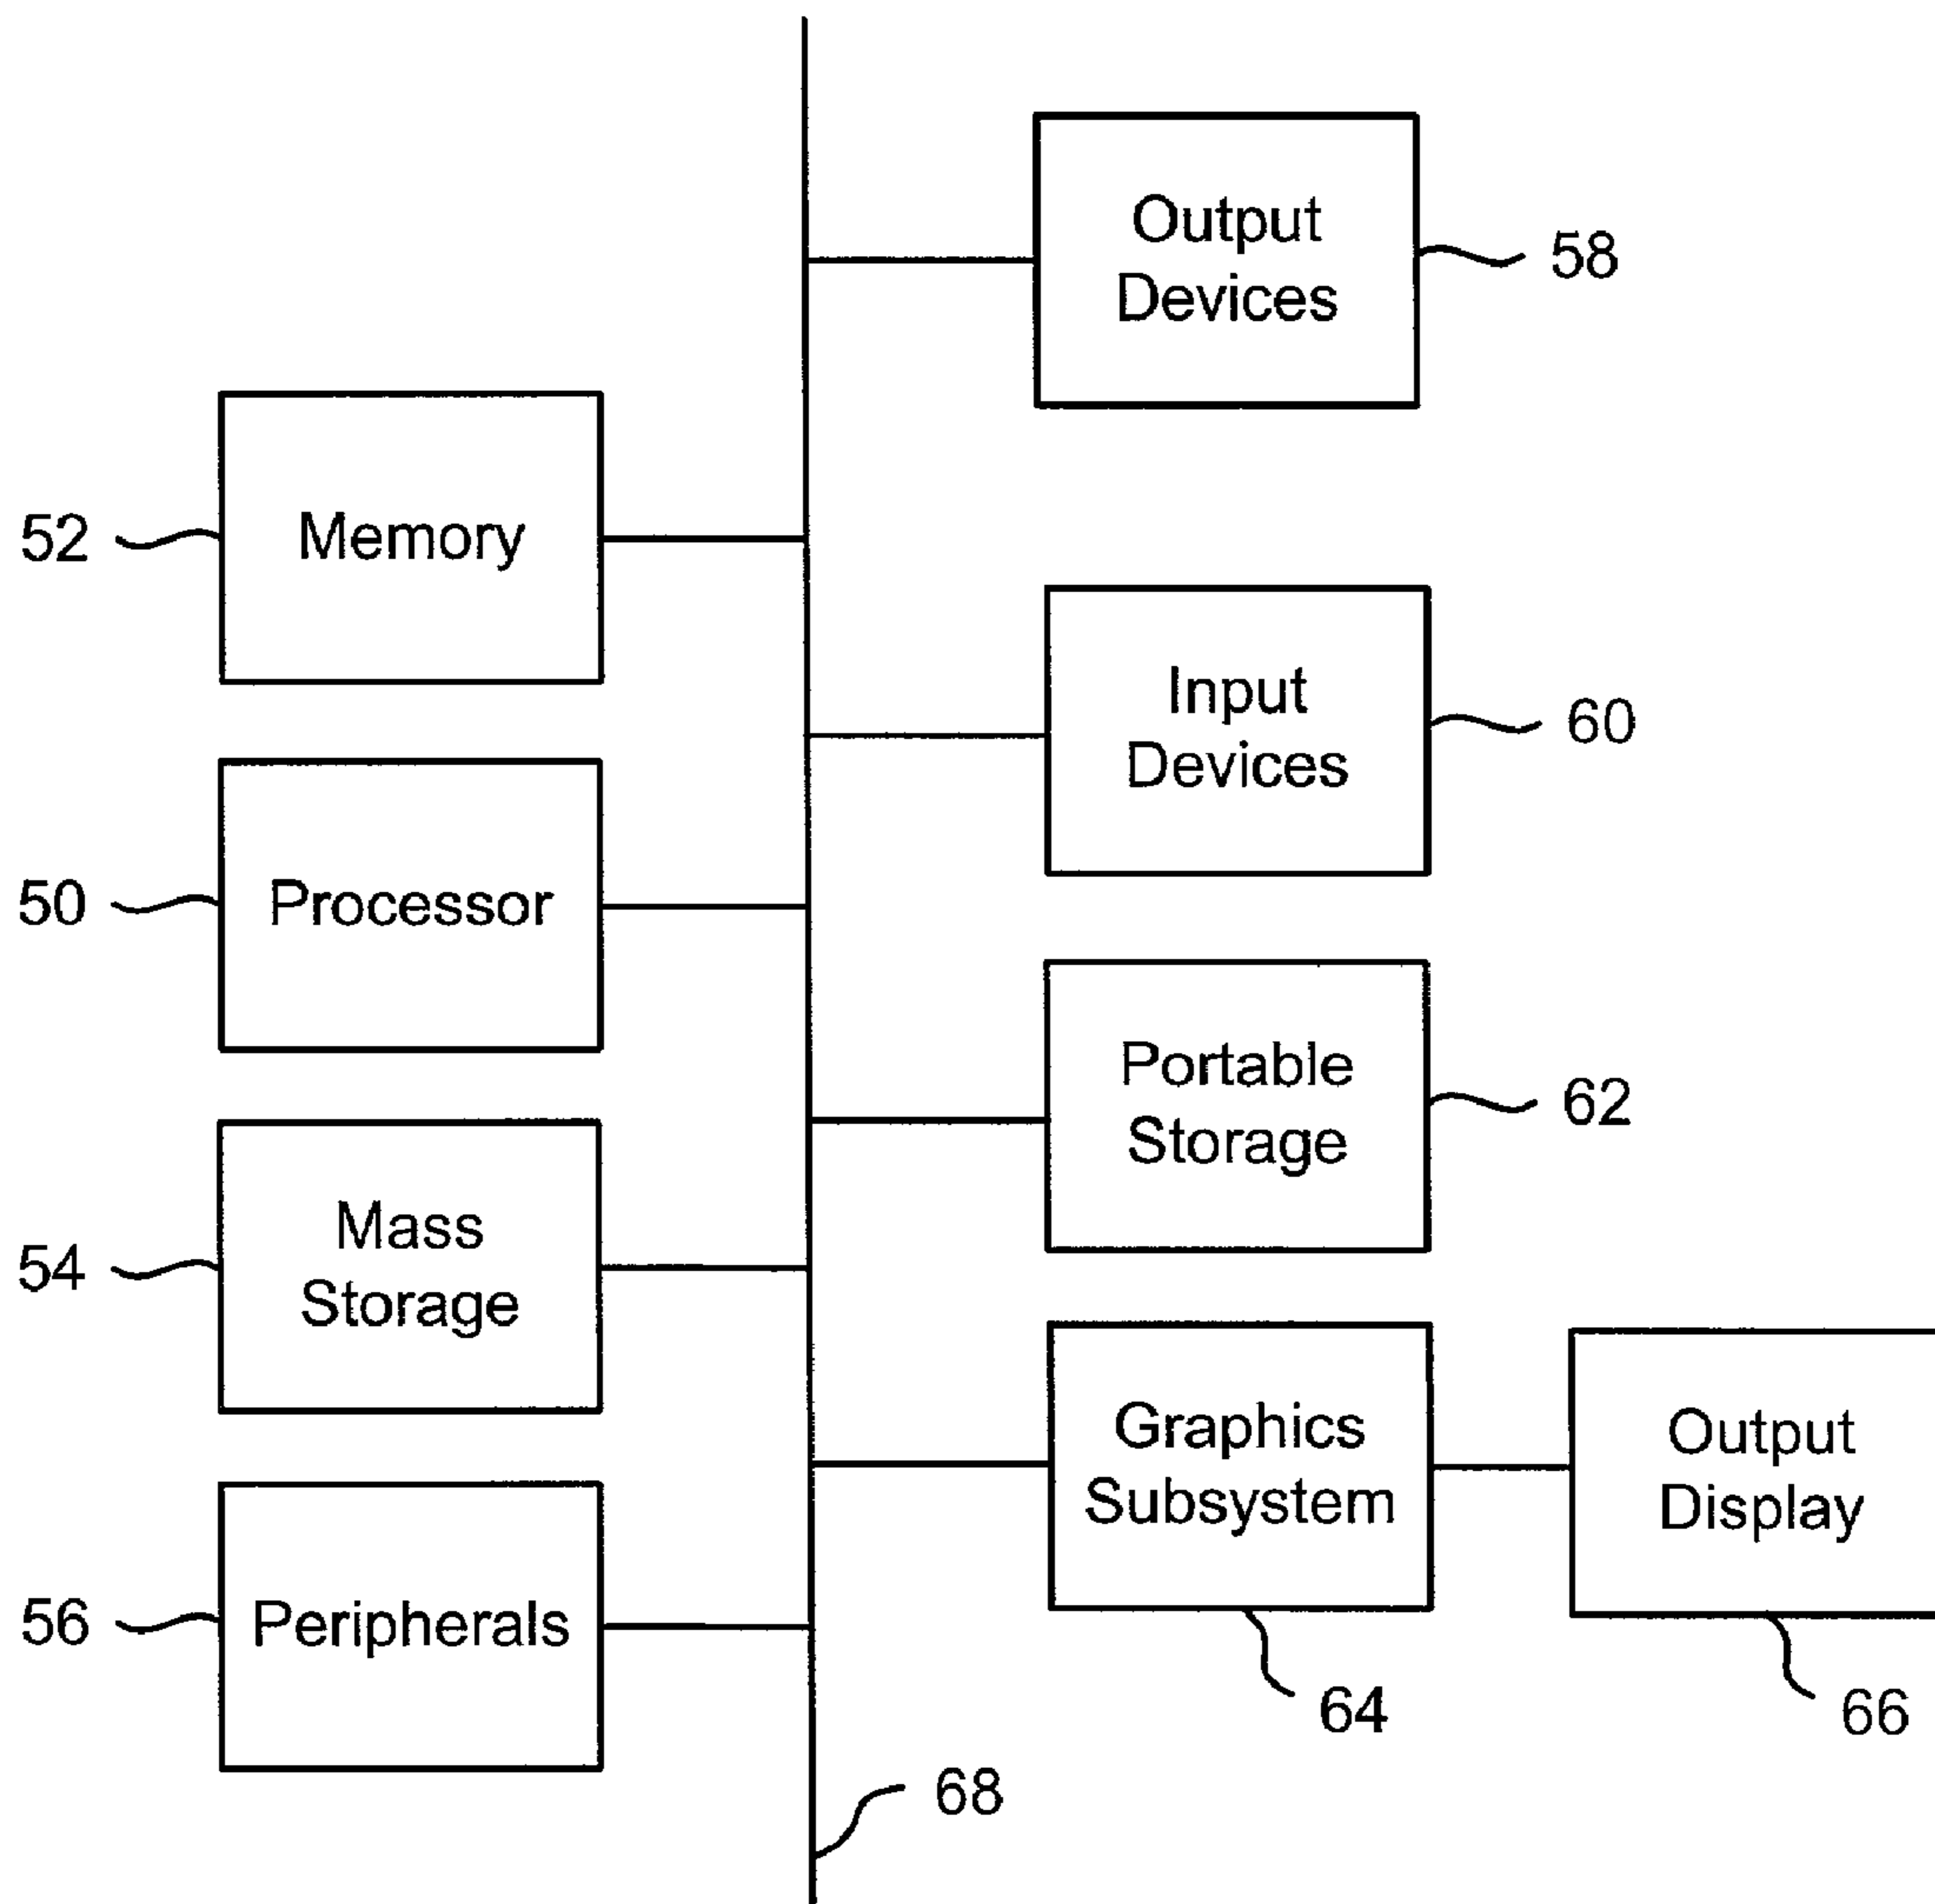 Output
Devices
58
52
Memory
Input
Devices
60
50
Processor
Portable
Storage
62
54
Mass
Storage
Graphics
Subsystem
Output
Display
56
Peripherals
64
66
68